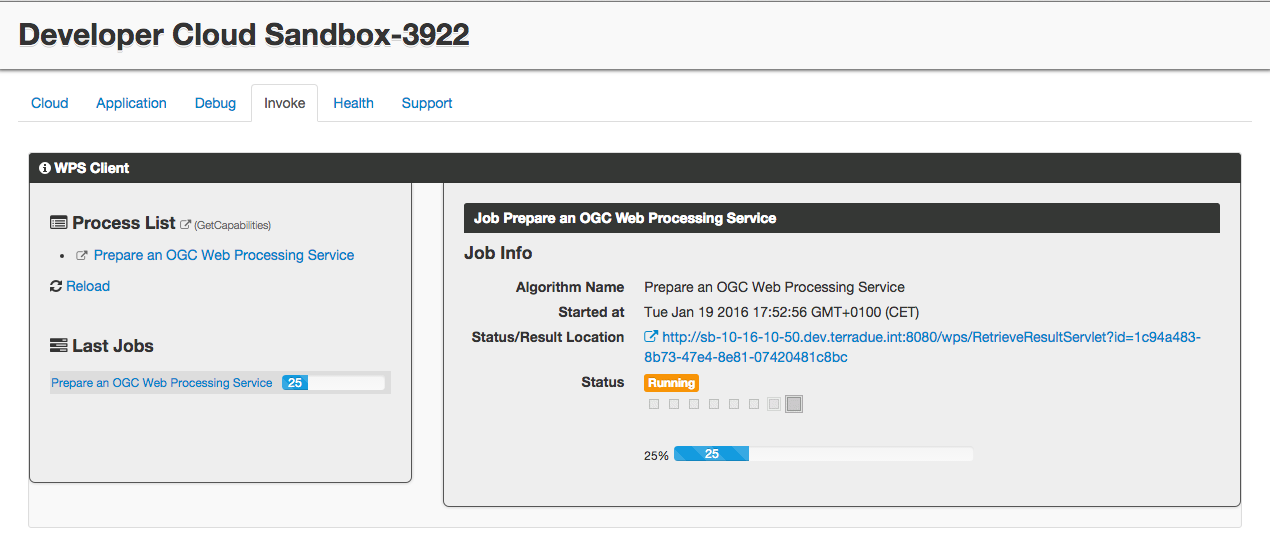 Developer Cloud Sandbox-3922
Cloud Application Debug Invoke Health Support
WPS Client
Process List (GetCapabilities)
Prepare an OGC Web Processing Service
Reload
Last Jobs
Prepare an OGC Web Processing Service 25
Job Prepare an OGC Web Processing Service
Job Info
Algorithm Name Prepare an OGC Web Processing Service
Started at Tue Jan 19 2016 17:52:56 GMT+0100 (CET)
Status/Result Location http://sb-10-16-10-50.dev.terradue.int:8080/wps/RetrieveResultServlet?id=1c94a483-
8b73-47e4-8e81-07420481c8bc
Status Running
25% 25